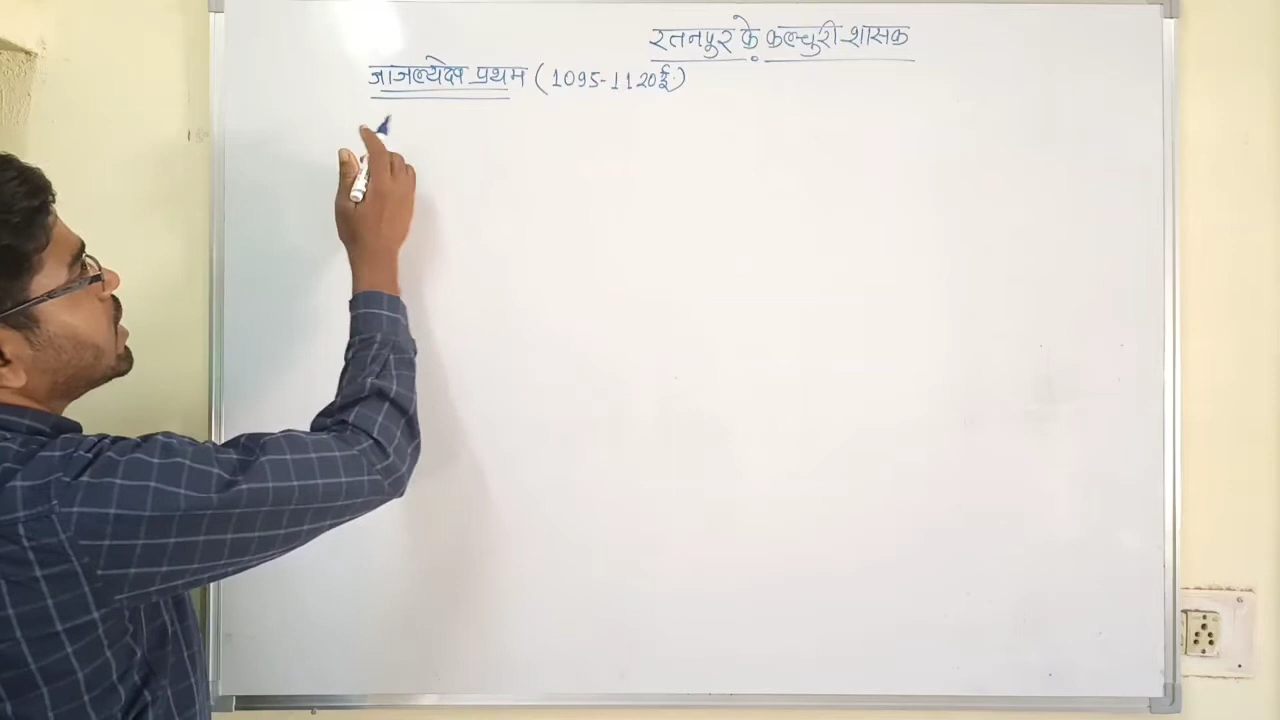 रतनपुर के कल्चुरी शासक
जाजल्यदेव प्रथम (1095-1120ई.)